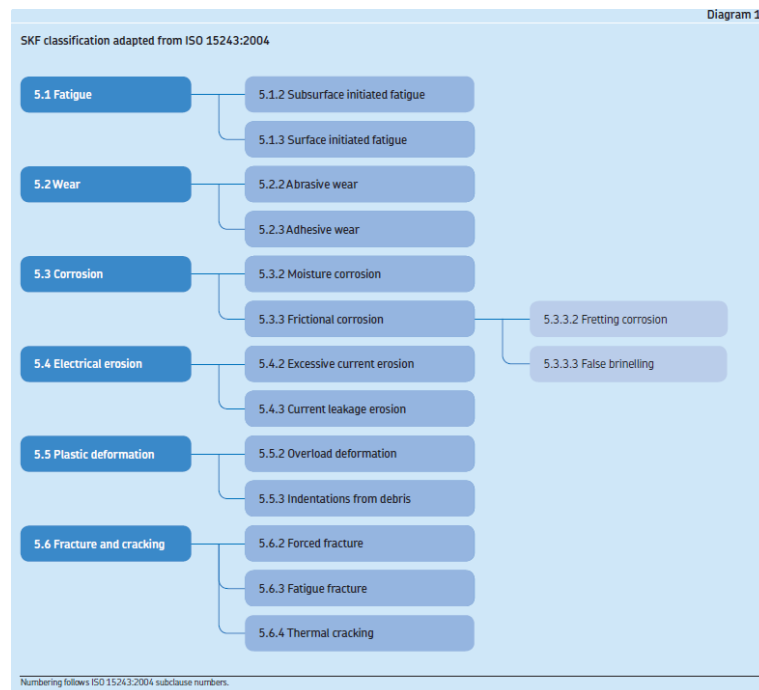 Diagram 1
SKF classification adapted from ISO 15243:2004
5.1 Fatigue
5.1.2 Subsurface initiated fatigue
5.1.3 Surface initiated fatigue
5.2 Wear
5.2.2 Abrasive wear
5.2.3 Adhesive wear
5.3 Corrosion
5.3.2 Moisture corrosion
5.3.3 Frictional corrosion
5.3.3.2 Fretting corrosion
5.3.3.3 False brinelling
5.4 Electrical erosion
5.4.2 Excessive current erosion
5.4.3 Current leakage erosion
5.5 Plastic deformation
5.5.2 Overload deformation
5.5.3 Indentations from debris
5.6 Fracture and cracking
5.6.2 Forced fracture
5.6.3 Fatigue fracture
5.6.4 Thermal cracking
Numbering follows ISO 15243:2004 subclause numbers.